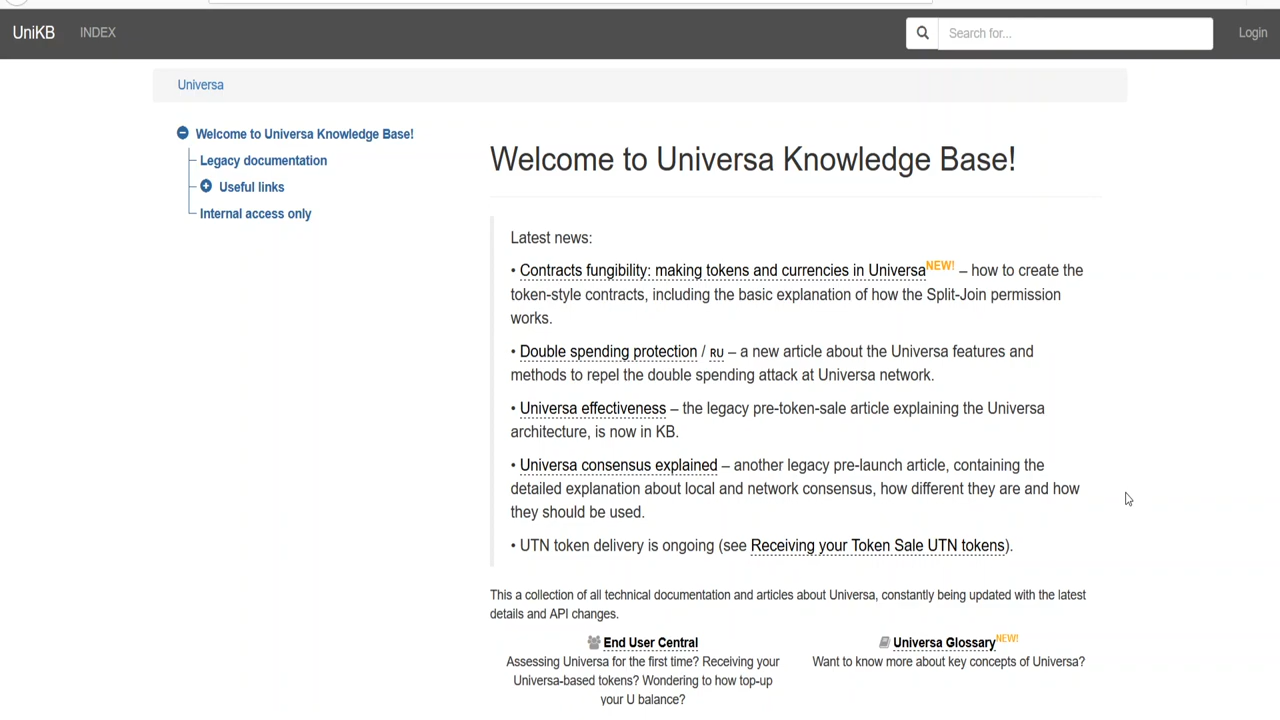 UniKB INDEX Search for... Login
Universa
Welcome to Universa Knowledge Base!
Legacy documentation
Useful links
Internal access only
Welcome to Universa Knowledge Base!
Latest news:
• Contracts fungibility: making tokens and currencies in Universa NEW! – how to create the
token-style contracts, including the basic explanation of how the Split-Join permission
works.
• Double spending protection / RU – a new article about the Universa features and
methods to repel the double spending attack at Universa network.
• Universa effectiveness – the legacy pre-token-sale article explaining the Universa
architecture, is now in KB.
• Universa consensus explained – another legacy pre-launch article, containing the
detailed explanation about local and network consensus, how different they are and how
they should be used.
• UTN token delivery is ongoing (see Receiving your Token Sale UTN tokens).
This a collection of all technical documentation and articles about Universa, constantly being updated with the latest
details and API changes.
End User Central
Assessing Universa for the first time? Receiving your
Universa-based tokens? Wondering to how top-up
your U balance?
Universa Glossary NEW!
Want to know more about key concepts of Universa?